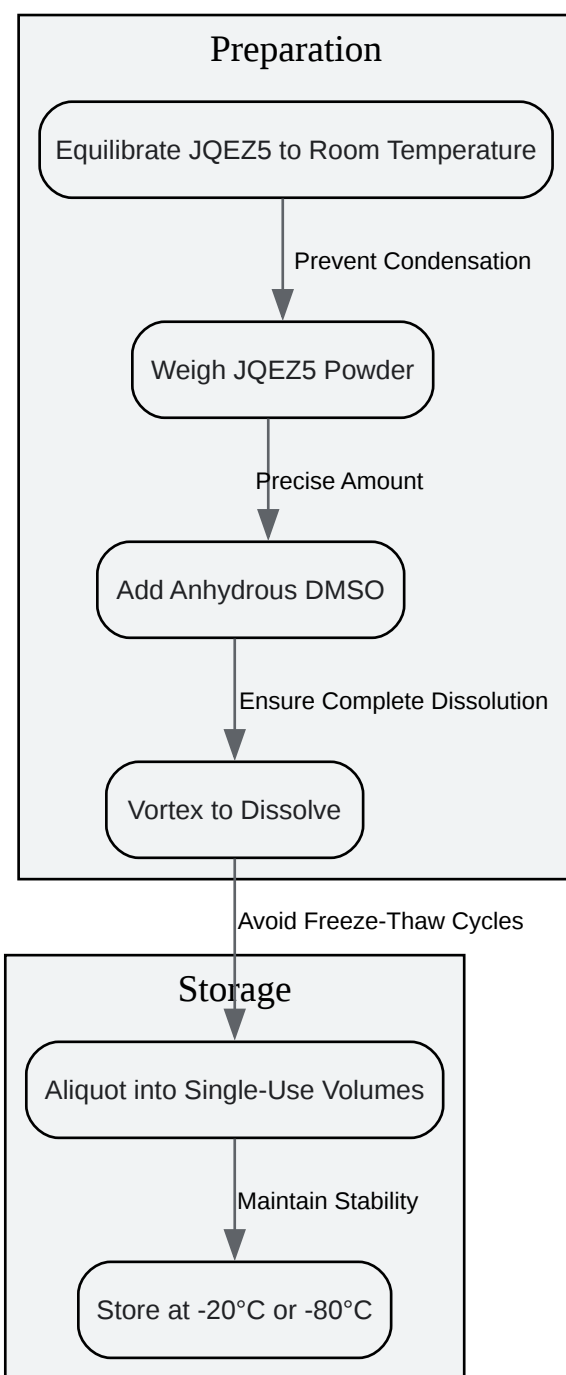 Preparation
Equilibrate JQEZ5 to Room Temperature
Prevent Condensation
Weigh JQEZ5 Powder
Precise Amount
Add Anhydrous DMSO
Ensure Complete Dissolution
Vortex to Dissolve
Avoid Freeze-Thaw Cycles
Storage
Aliquot into Single-Use Volumes
Maintain Stability
Store at -20°C or -80°C